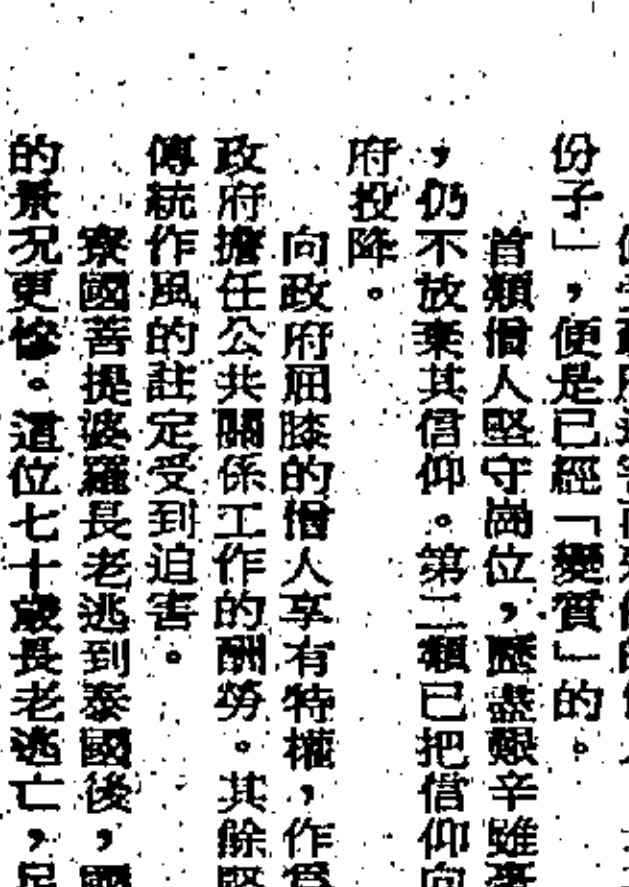 份子」，便是已經「變質」的。
首類僧人堅守崗位，歷盡艱辛雖
，仍不放棄其信仰。第二類已把信仰向
府投降。
向政府屈膝的僧人享有特權，作爲
政府擔任公共關係工作的酬勞。其餘堅
傳統作風的註定受到迫害。
寮國善提婆羅長老逃到泰國後，國
的景況更慘。這位七十歲長老逃亡，